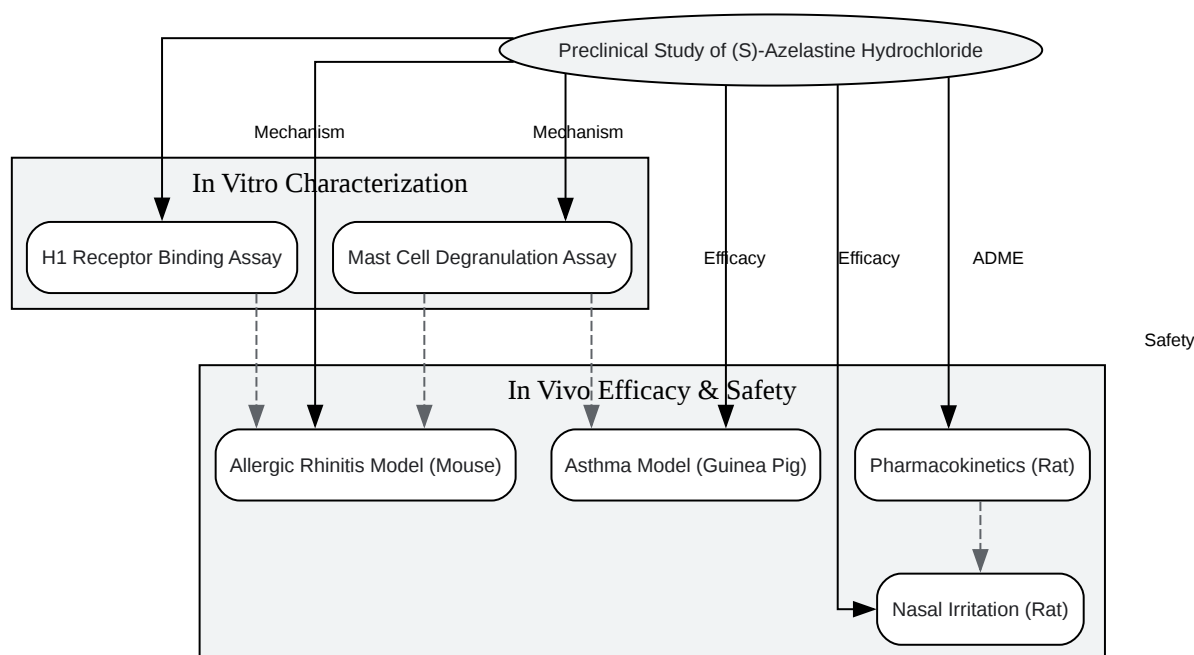 Preclinical Study of (S)-Azelastine Hydrochloride
Mechanism
Mechanism
In Vitro Characterization
H1 Receptor Binding Assay
Mast Cell Degranulation Assay
Efficacy
Efficacy
ADME
Safety
In Vivo Efficacy & Safety
Allergic Rhinitis Model (Mouse)
Asthma Model (Guinea Pig)
Pharmacokinetics (Rat)
Nasal Irritation (Rat)